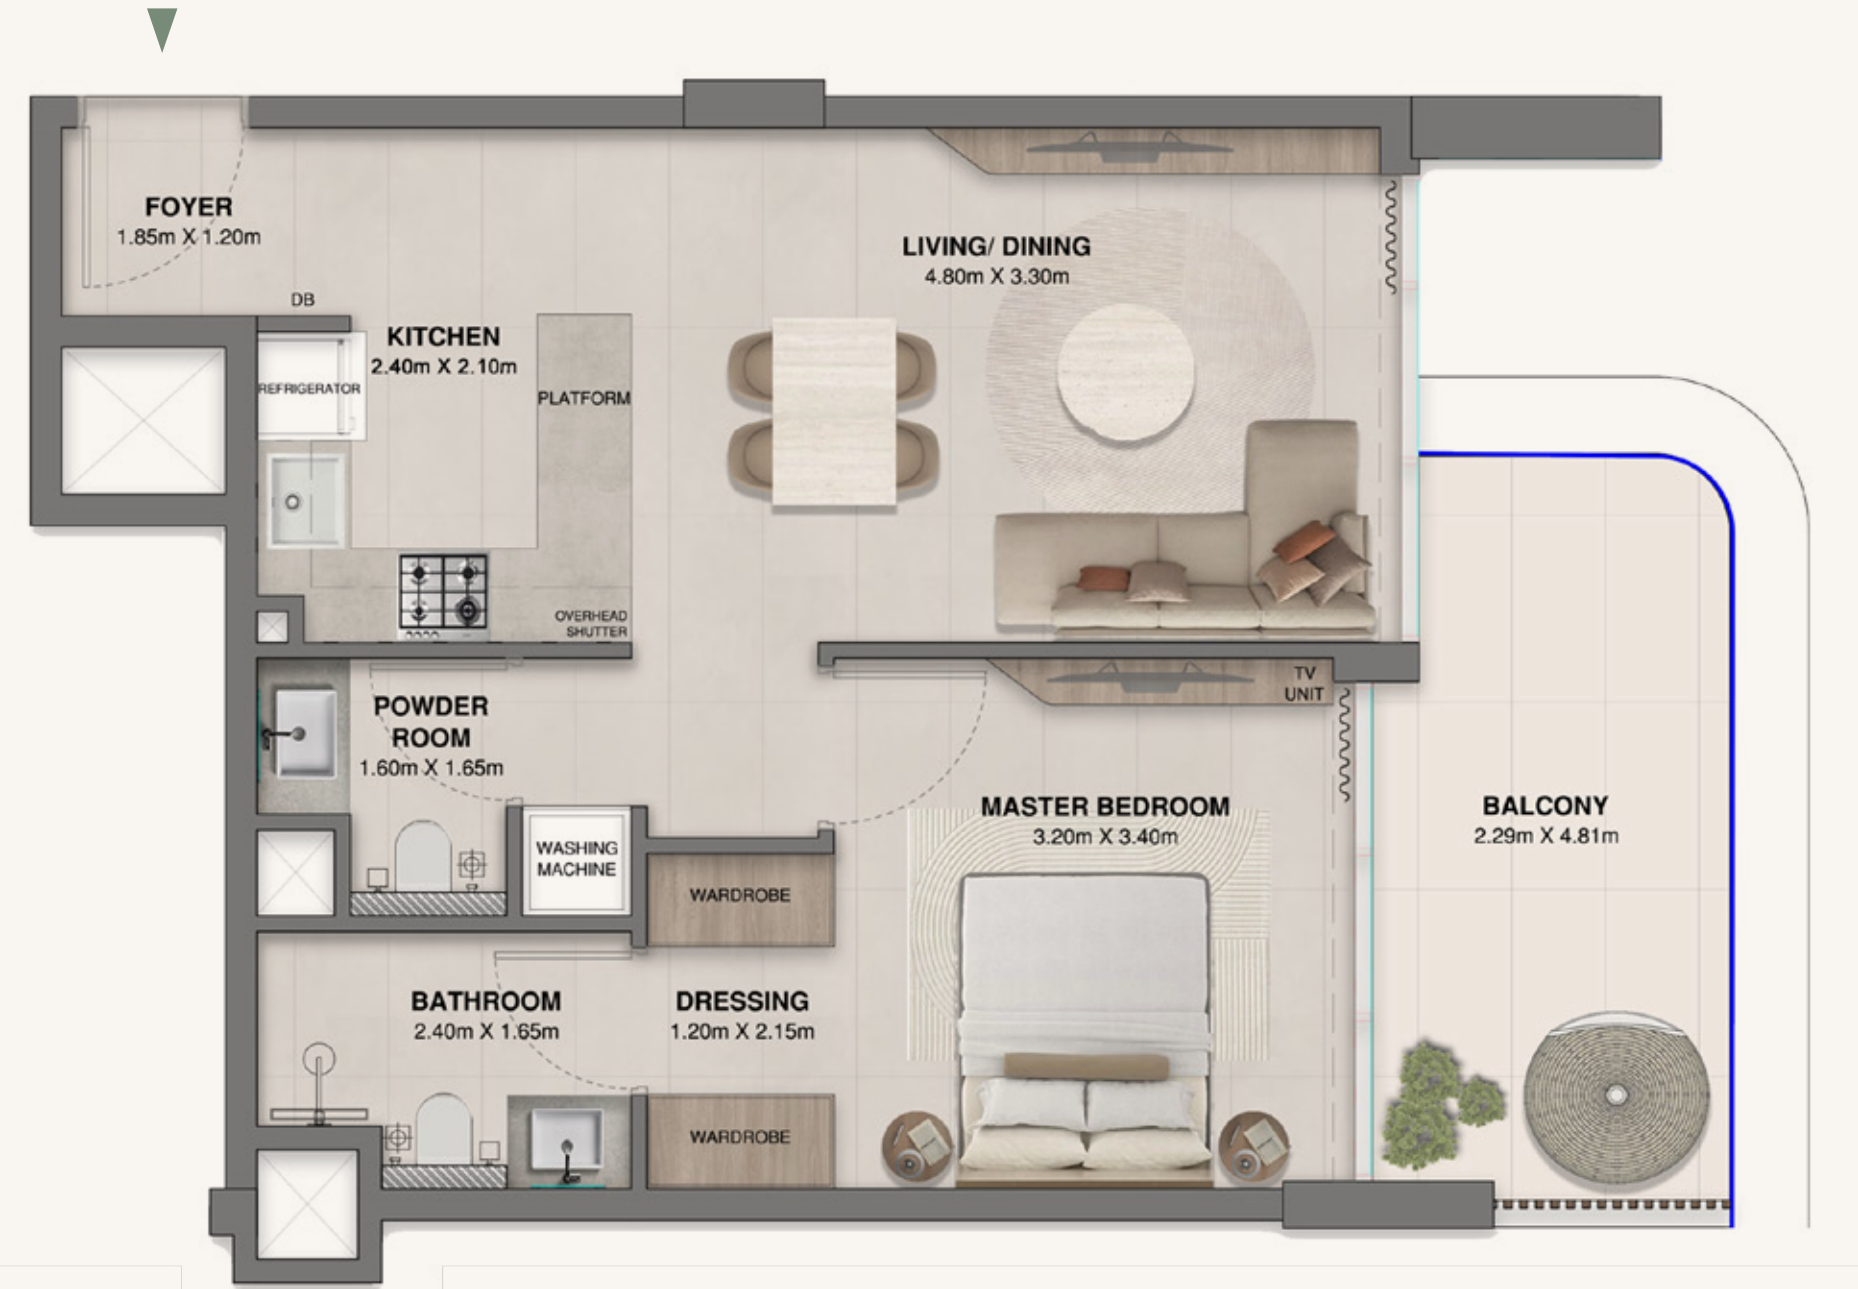 FOYER
1.85m X 1.20m
DB
KITCHEN
2.40m X 2.10m
REFRIGERATOR
PLATFORM
OVERHEAD
SHUTTER
LIVING/ DINING
4.80m X 3.30m
TV
UNIT
POWDER
ROOM
1.60m X 1.65m
WASHING
MACHINE
WARDROBE
MASTER BEDROOM
3.20m X 3.40m
BALCONY
2.29m X 4.81m
BATHROOM
2.40m X 1.65m
DRESSING
1.20m X 2.15m
WARDROBE